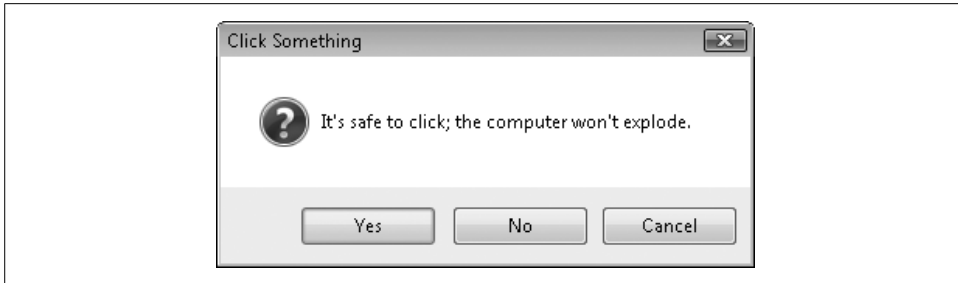 Click Something
It's safe to click; the computer won't explode.
Yes No Cancel